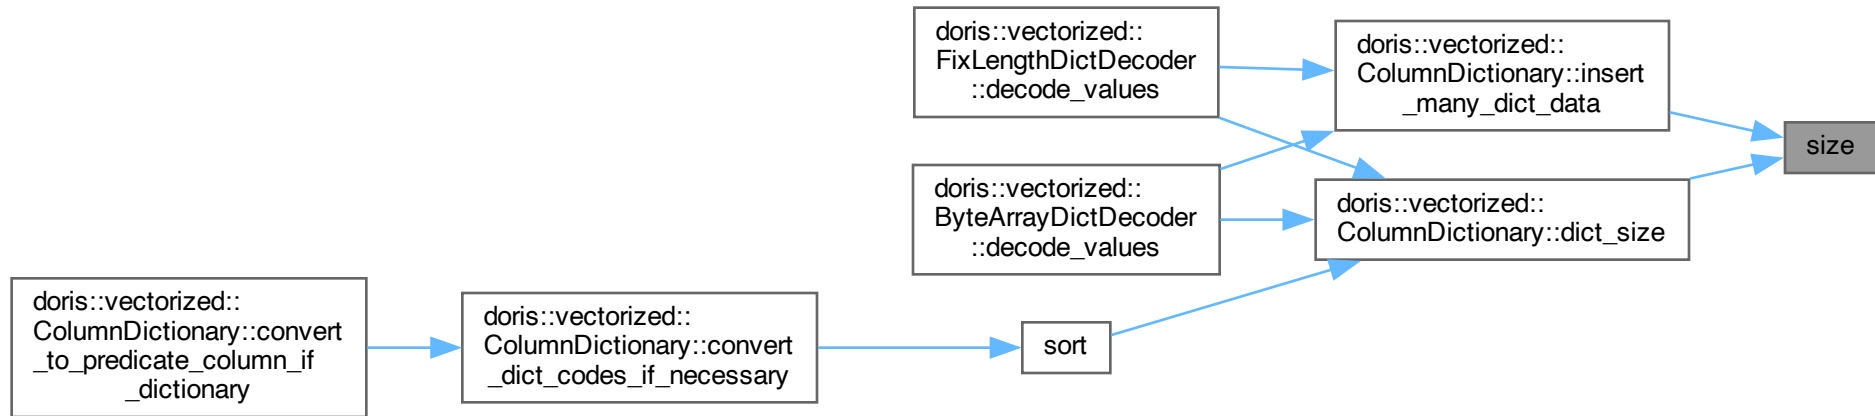 doris::vectorized::
FixLengthDictDecoder
::decode_values
doris::vectorized::
ColumnDictionary::insert
_many_dict_data
size
doris::vectorized::
ByteArrayDictDecoder
::decode_values
doris::vectorized::
ColumnDictionary::dict_size
doris::vectorized::
ColumnDictionary::convert
_to_predicate_column_if
_dictionary
doris::vectorized::
ColumnDictionary::convert
_dict_codes_if_necessary
sort